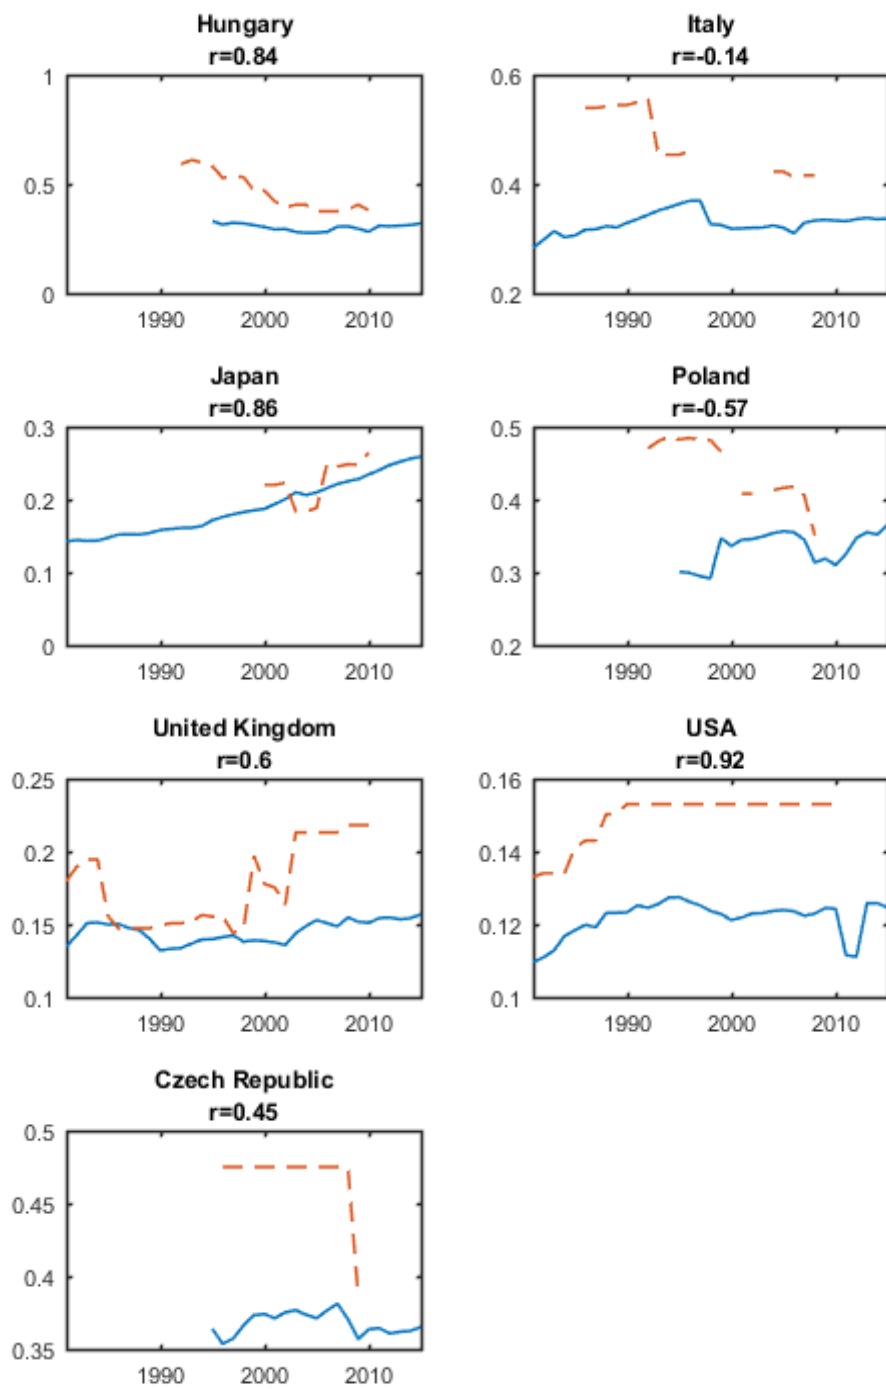 Hungary
r=0.84
1
0.5
0
1990 2000 2010
Italy
r=-0.14
0.6
0.4
0.2
1990 2000 2010
Japan
r=0.86
0.3
0.2
0.1
0
1990 2000 2010
Poland
r=-0.57
0.5
0.4
0.3
0.2
1990 2000 2010
United Kingdom
r=0.6
0.25
0.2
0.15
0.1
1990 2000 2010
USA
r=0.92
0.16
0.14
0.12
0.1
1990 2000 2010
Czech Republic
r=0.45
0.5
0.45
0.4
0.35
1990 2000 2010